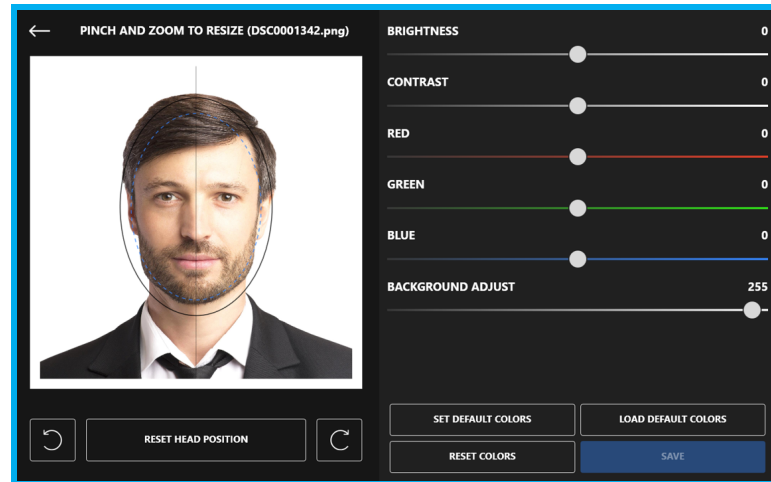 PINCH AND ZOOM TO RESIZE (DSC0001342.png)
RESET HEAD POSITION
BRIGHTNESS 0
CONTRAST 0
RED 0
GREEN 0
BLUE 0
BACKGROUND ADJUST 255
SET DEFAULT COLORS
LOAD DEFAULT COLORS
RESET COLORS
SAVE